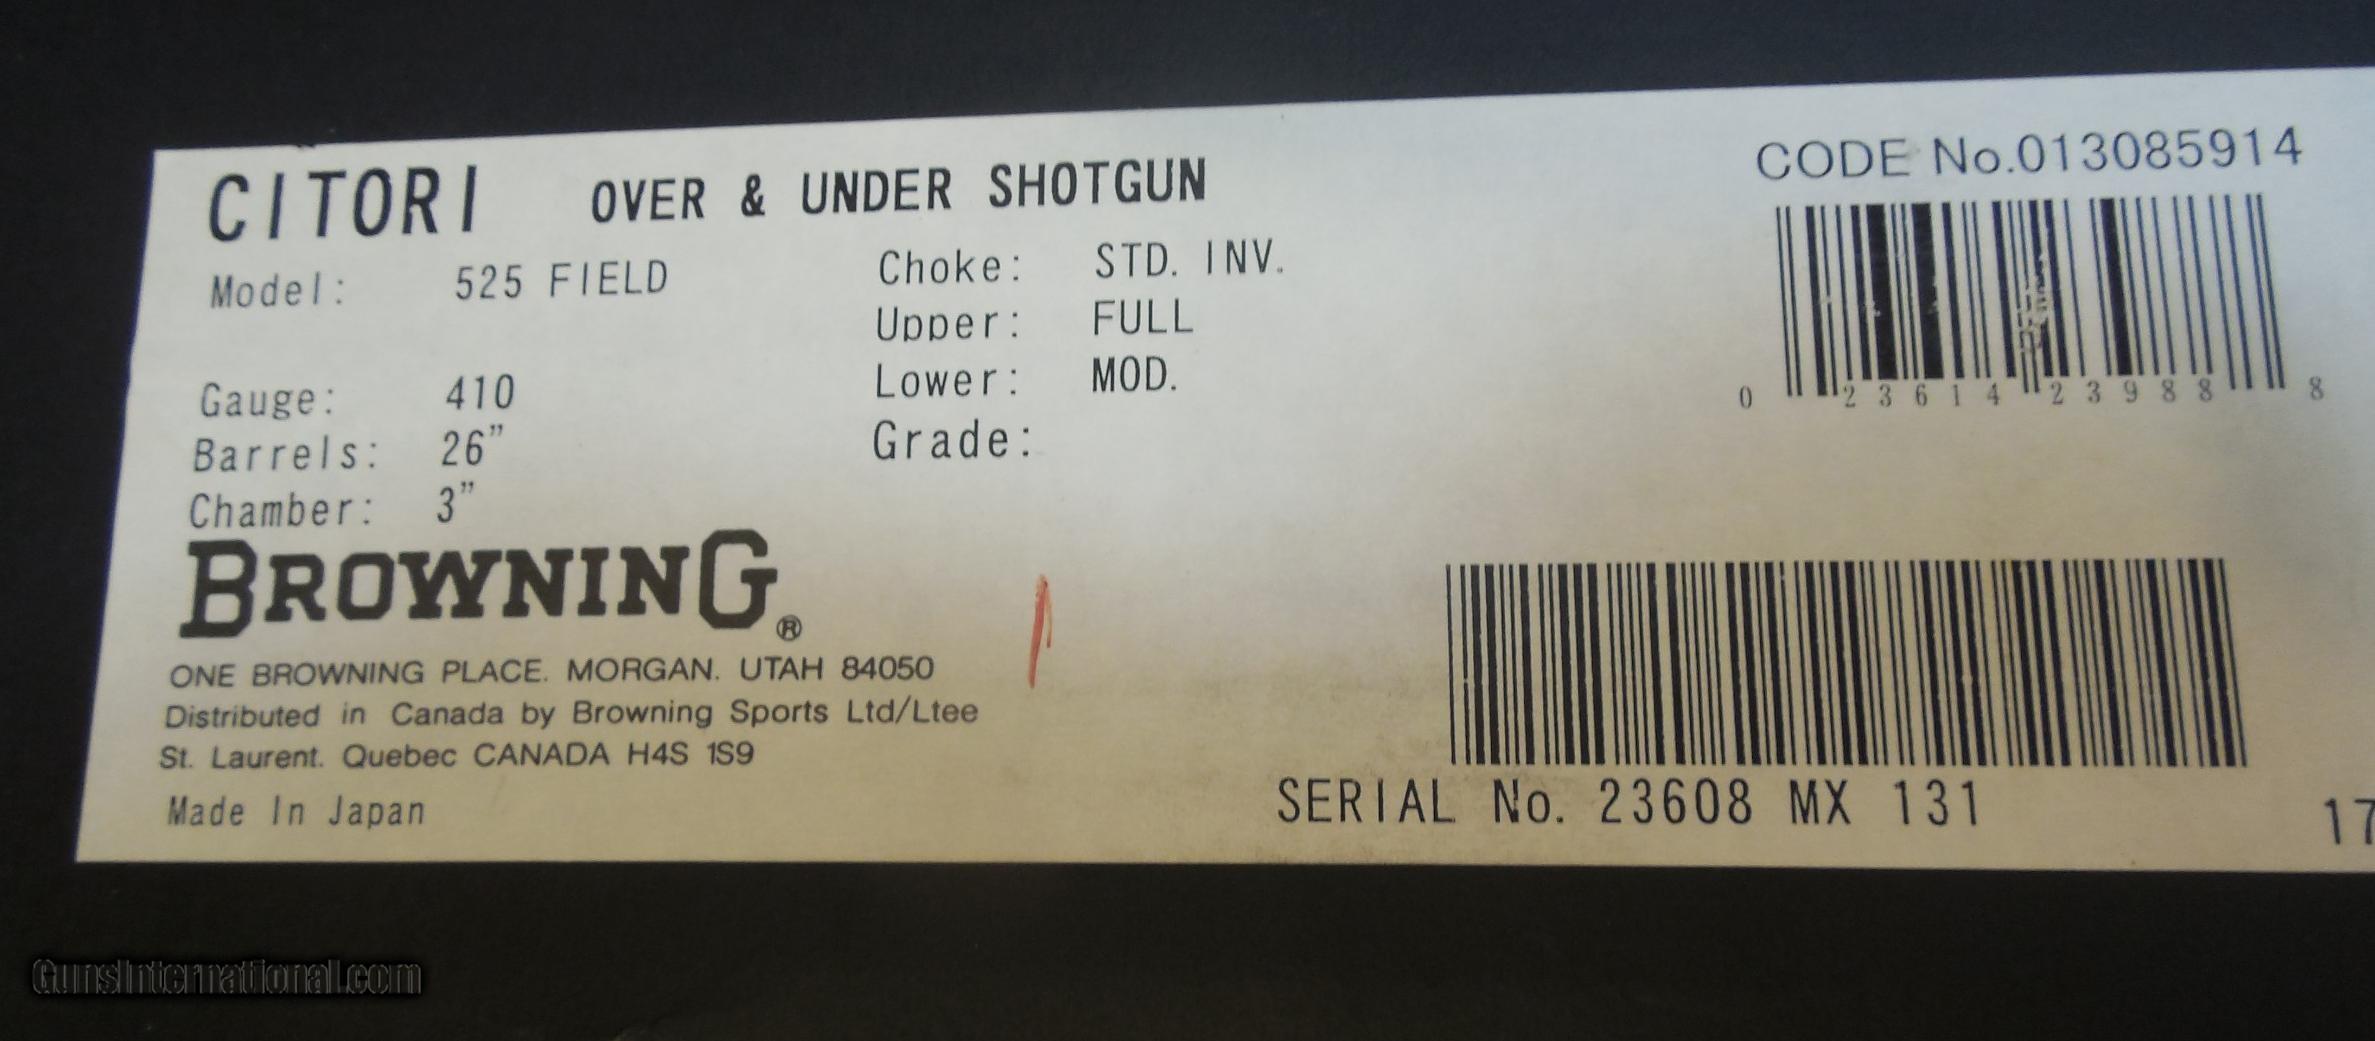 CITORI OVER & UNDER SHOTGUN
Model: 525 FIELD
Gauge: 410
Barrels: 26”
Chamber: 3”
Choke: STD. INV.
Upper: FULL
Lower: MOD.
Grade:
CODE No.013085914
0 23614 23988 8
BROWNING®
ONE BROWNING PLACE. MORGAN. UTAH 84050
Distributed in Canada by Browning Sports Ltd/Ltee
St. Laurent. Quebec CANADA H4S 1S9
Made In Japan
SERIAL No. 23608 MX 131
17
GunsInternational.com